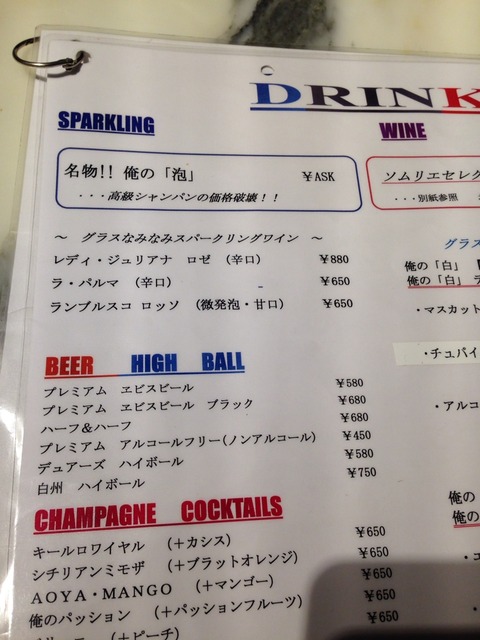 DRINK
SPARKLING
名物!! 俺の「泡」 ￥ASK
・・・高級シャンパンの価格破壊！！
～ グラスなみなみスパークリングワイン ～
レディ・ジュリアナ ロゼ （辛口） ￥880
ラ・パルマ （辛口） ￥650
ランブルスコ ロッソ （微発泡・甘口） ￥650
BEER HIGH BALL
プレミアム ヱビスビール ￥580
プレミアム ヱビスビール ブラック ￥680
ハーフ＆ハーフ ￥680
プレミアム アルコールフリー(ノンアルコール) ￥450
デュアーズ ハイボール ￥580
白州 ハイボール ￥750
CHAMPAGNE COCKTAILS
キールロワイヤル （＋カシス） ￥650
シチリアンミモザ （＋ブラットオレンジ） ￥650
AOYA・MANGO （＋マンゴー） ￥650
俺のパッション （＋パッションフルーツ） ￥650
（＋ピーチ） ￥650
WINE
ソムリエセレク
・・・別紙参照
グラス
俺の「白」
俺の「白」
・マスカット
・チュパイ
・アルコ
俺の
俺の